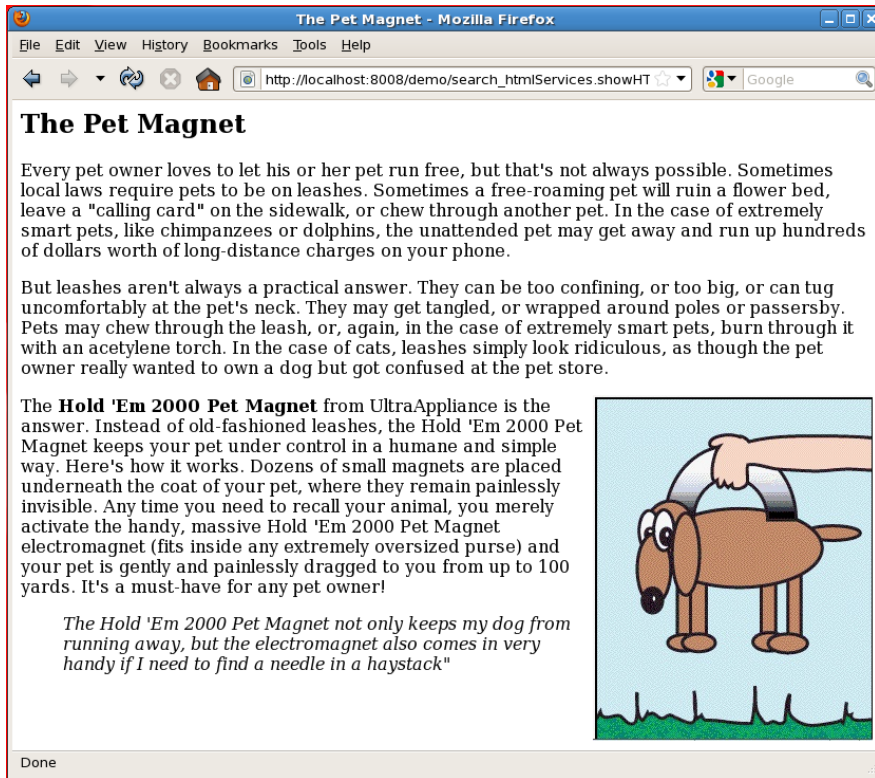 The Pet Magnet - Mozilla Firefox
File Edit View History Bookmarks Tools Help
http://localhost:8008/demo/search_htmlServices.showHT Google
The Pet Magnet
Every pet owner loves to let his or her pet run free, but that's not always possible. Sometimes
local laws require pets to be on leashes. Sometimes a free-roaming pet will ruin a flower bed,
leave a "calling card" on the sidewalk, or chew through another pet. In the case of extremely
smart pets, like chimpanzees or dolphins, the unattended pet may get away and run up hundreds
of dollars worth of long-distance charges on your phone.
But leashes aren't always a practical answer. They can be too confining, or too big, or can tug
uncomfortably at the pet's neck. They may get tangled, or wrapped around poles or passersby.
Pets may chew through the leash, or, again, in the case of extremely smart pets, burn through it
with an acetylene torch. In the case of cats, leashes simply look ridiculous, as though the pet
owner really wanted to own a dog but got confused at the pet store.
The Hold 'Em 2000 Pet Magnet from UltraAppliance is the
answer. Instead of old-fashioned leashes, the Hold 'Em 2000 Pet
Magnet keeps your pet under control in a humane and simple
way. Here's how it works. Dozens of small magnets are placed
underneath the coat of your pet, where they remain painlessly
invisible. Any time you need to recall your animal, you merely
activate the handy, massive Hold 'Em 2000 Pet Magnet
electromagnet (fits inside any extremely oversized purse) and
your pet is gently and painlessly dragged to you from up to 100
yards. It's a must-have for any pet owner!
The Hold 'Em 2000 Pet Magnet not only keeps my dog from
running away, but the electromagnet also comes in very
handy if I need to find a needle in a haystack"
Done